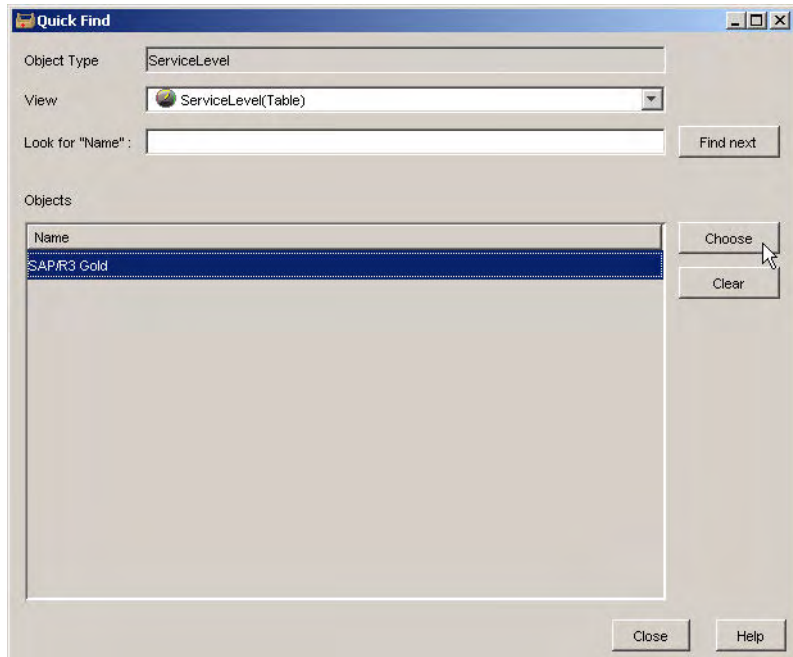 Quick Find
Object Type ServiceLevel
View ServiceLevel(Table)
Look for "Name" : Find next
Objects
Name Choose
SAP/R3 Gold
Clear
Close Help